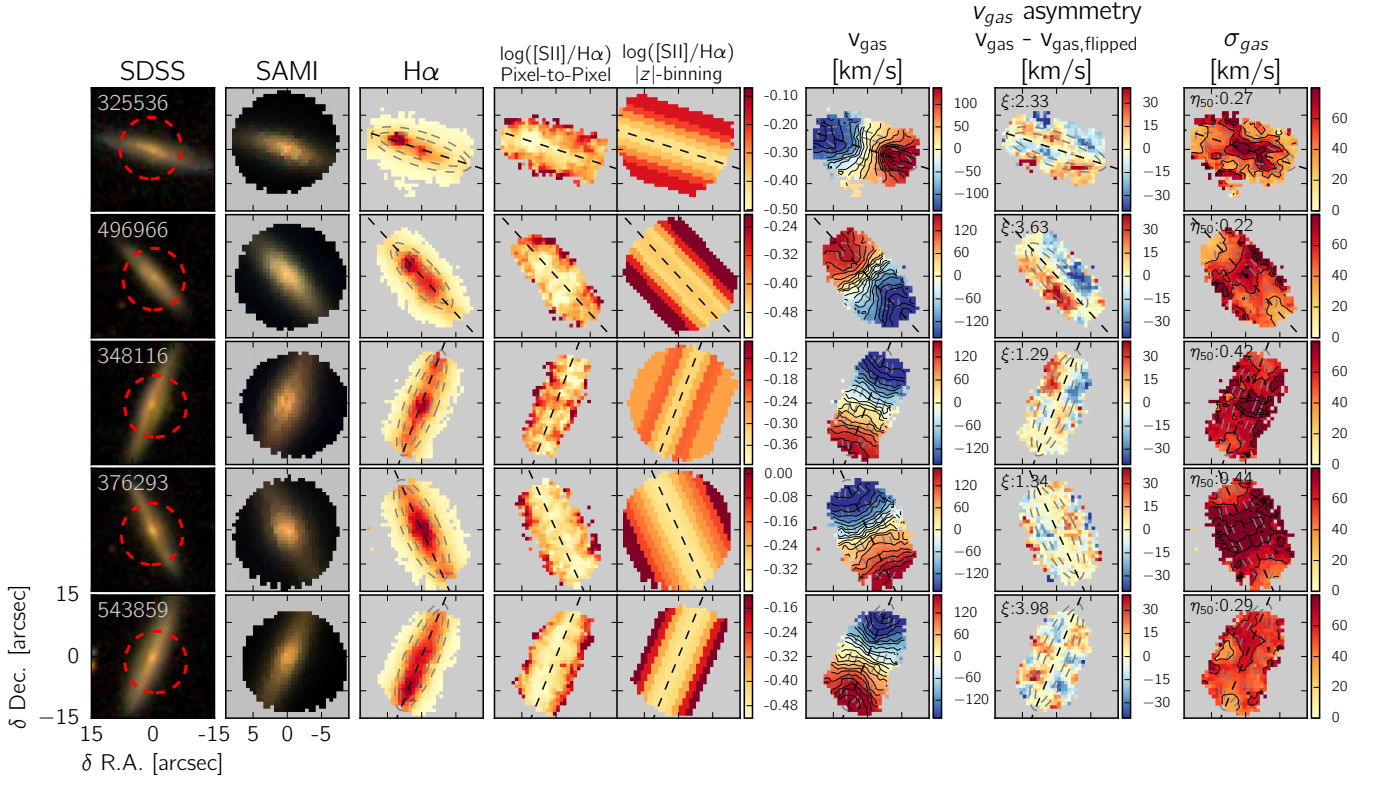 v_gas asymmetry
SDSS SAMI Hα log([SII]/Hα) Pixel-to-Pixel log([SII]/Hα) |z|-binning v_gas [km/s] v_gas - v_gas,flipped [km/s] σ_gas [km/s]
325536 -0.10 -0.20 -0.30 -0.40 -0.50 100 50 0 −50 −100 ξ:2.33 30 15 0 −15 −30 η50:0.27 60 40 20 0
496966 -0.24 -0.32 -0.40 -0.48 120 60 0 −60 −120 ξ:3.63 30 15 0 −15 −30 η50:0.22 60 40 20 0
348116 -0.12 -0.18 -0.24 -0.30 -0.36 120 60 0 −60 −120 ξ:1.29 30 15 0 −15 −30 η50:0.42 60 40 20 0
376293 0.00 -0.08 -0.16 -0.24 -0.32 120 60 0 −60 −120 ξ:1.34 30 15 0 −15 −30 η50:0.44 60 40 20 0
543859 -0.16 -0.24 -0.32 -0.40 -0.48 120 60 0 −60 −120 ξ:3.98 30 15 0 −15 −30 η50:0.29 60 40 20 0
δ Dec. [arcsec]
15
0
−15
15 0 -15 5 0 -5
δ R.A. [arcsec]